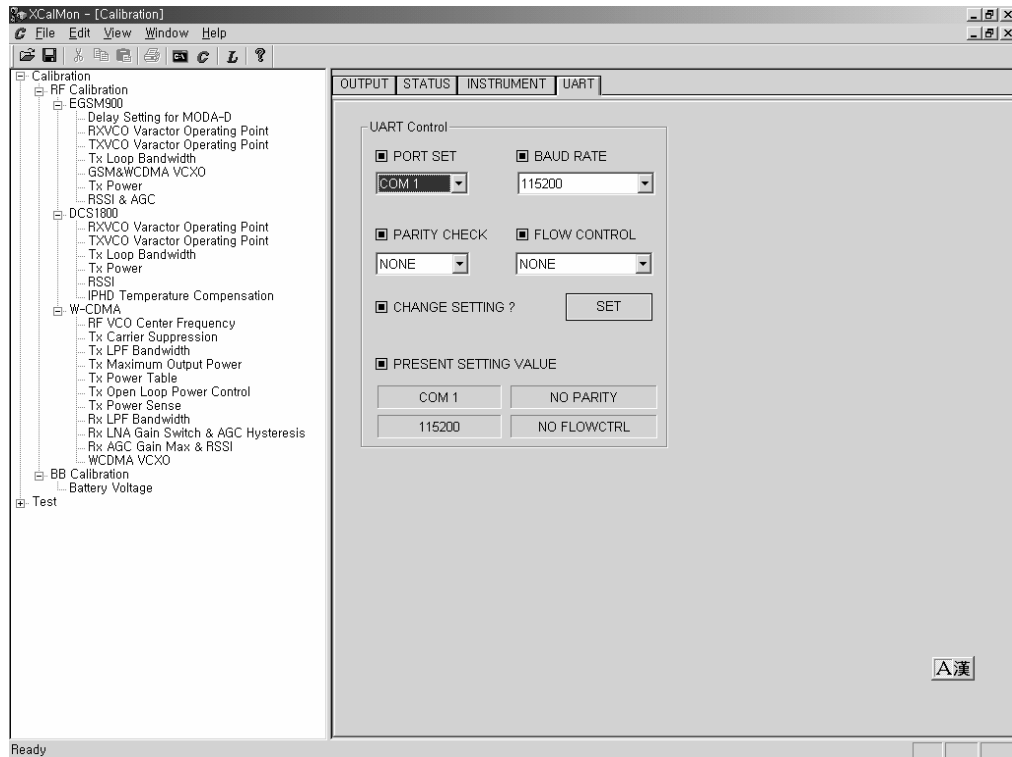 XCalMon - [Calibration]
File Edit View Window Help
C L ?
Calibration
RF Calibration
EGSM900
Delay Setting for MODA-D
RXVCO Varactor Operating Point
TXVCO Varactor Operating Point
Tx Loop Bandwidth
GSM&WCDMA VCXO
Tx Power
RSSI & AGC
DCS1800
RXVCO Varactor Operating Point
TXVCO Varactor Operating Point
Tx Loop Bandwidth
Tx Power
RSSI
IPHD Temperature Compensation
W-CDMA
RF VCO Center Frequency
Tx Carrier Suppression
Tx LPF Bandwidth
Tx Maximum Output Power
Tx Power Table
Tx Open Loop Power Control
Tx Power Sense
Rx LPF Bandwidth
Rx LNA Gain Switch & AGC Hysteresis
Rx AGC Gain Max & RSSI
WCDMA VCXO
BB Calibration
Battery Voltage
Test
OUTPUT STATUS INSTRUMENT UART
UART Control
PORT SET BAUD RATE
COM 1 115200
PARITY CHECK FLOW CONTROL
NONE NONE
CHANGE SETTING ? SET
PRESENT SETTING VALUE
COM 1 NO PARITY
115200 NO FLOWCTRL
A漢
Ready